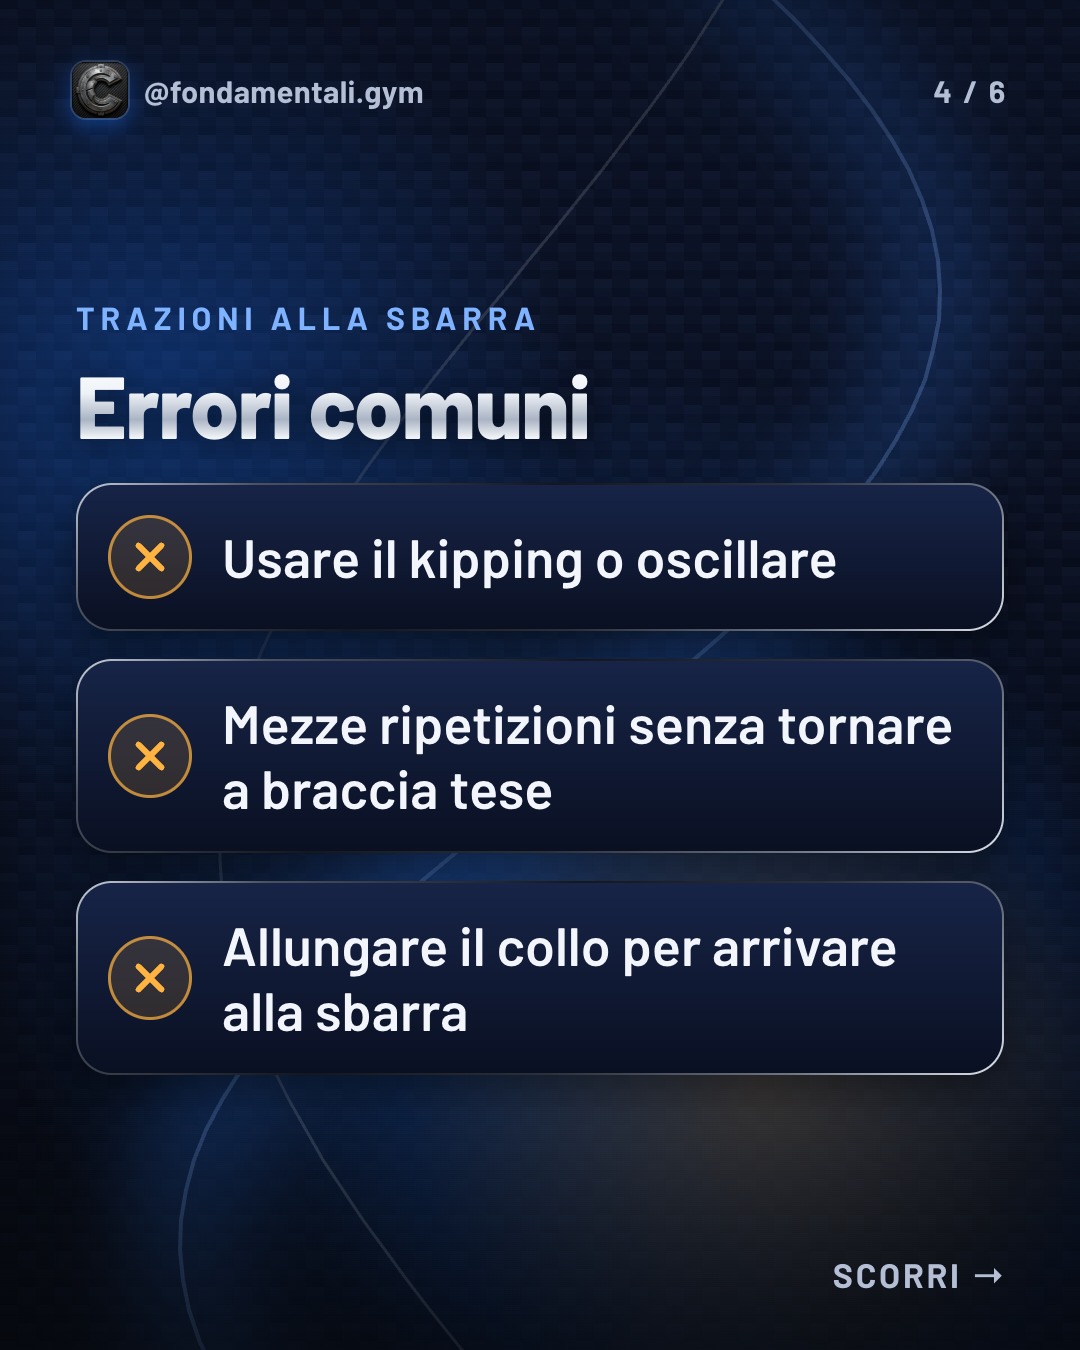 @fondamentali.gym
4 / 6
TRAZIONI ALLA SBARRA
Errori comuni
Usare il kipping o oscillare
Mezze ripetizioni senza tornare
a braccia tese
Allungare il collo per arrivare
alla sbarra
SCORRI →